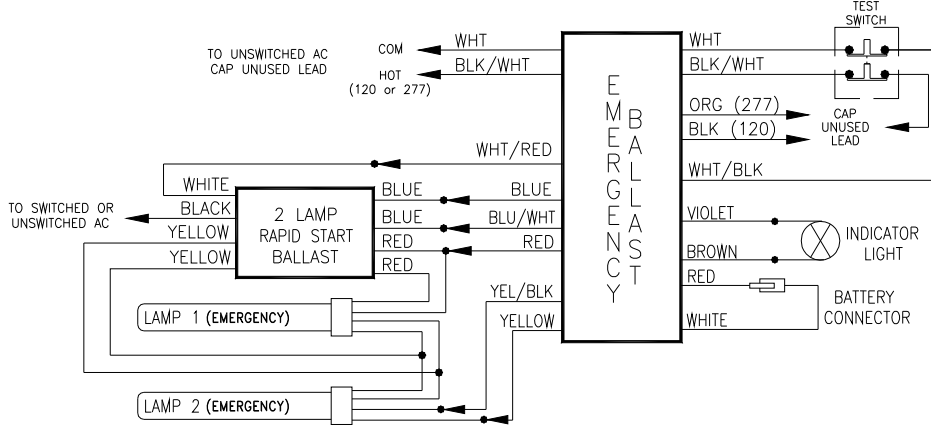 TEST
SWITCH
TO UNSWITCHED AC
CAP UNUSED LEAD
COM
HOT
(120 or 277)
WHT
BLK/WHT
WHT
BLK/WHT
ORG (277)
BLK (120)
CAP
UNUSED
LEAD
EMERGENCY
BALLAST
WHT/RED
WHT/BLK
WHITE
BLACK
YELLOW
YELLOW
TO SWITCHED OR
UNSWITCHED AC
2 LAMP
RAPID START
BALLAST
BLUE
BLUE
RED
RED
BLUE
BLU/WHT
RED
VIOLET
BROWN
INDICATOR
LIGHT
RED
WHITE
BATTERY
CONNECTOR
YEL/BLK
YELLOW
LAMP 1 (EMERGENCY)
LAMP 2 (EMERGENCY)